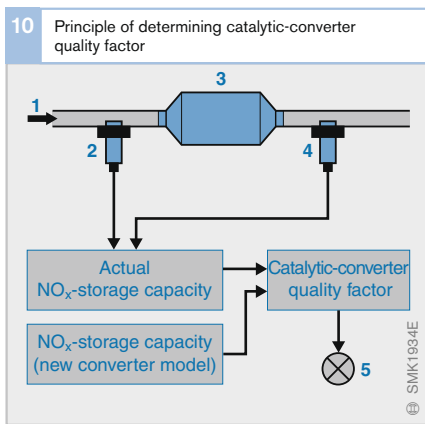 10
Principle of determining catalytic-converter
quality factor
3
1
2
4
Actual
NOx-storage capacity
Catalytic-converter
quality factor
NOx-storage capacity
(new converter model)
5
SMK1934E